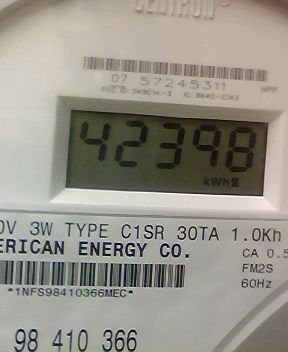 CENTRON®
07 57245311
42398
kWh
0V 3W TYPE C1SR 30TA 1.0Kh
ERICAN ENERGY CO. CA 0.5
FM2S
60Hz
*1NFS98410366MEC*
98 410 366